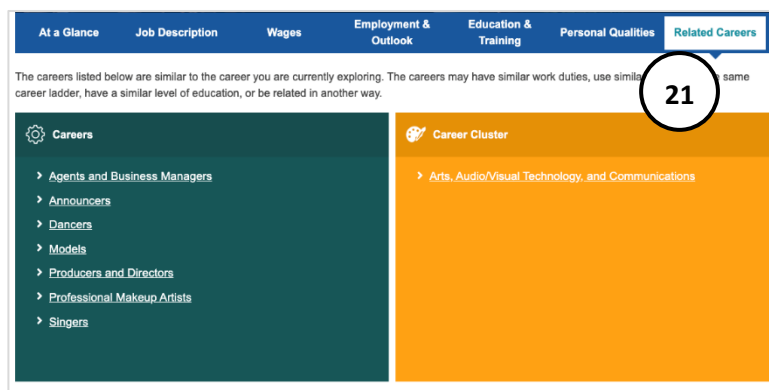 At a Glance Job Description Wages Employment & Outlook Education & Training Personal Qualities Related Careers
The careers listed below are similar to the career you are currently exploring. The careers may have similar work duties, use same
career ladder, have a similar level of education, or be related in another way.
21
Careers
Agents and Business Managers
Announcers
Dancers
Models
Producers and Directors
Professional Makeup Artists
Singers
Career Cluster
Arts, Audio/Visual Technology, and Communications